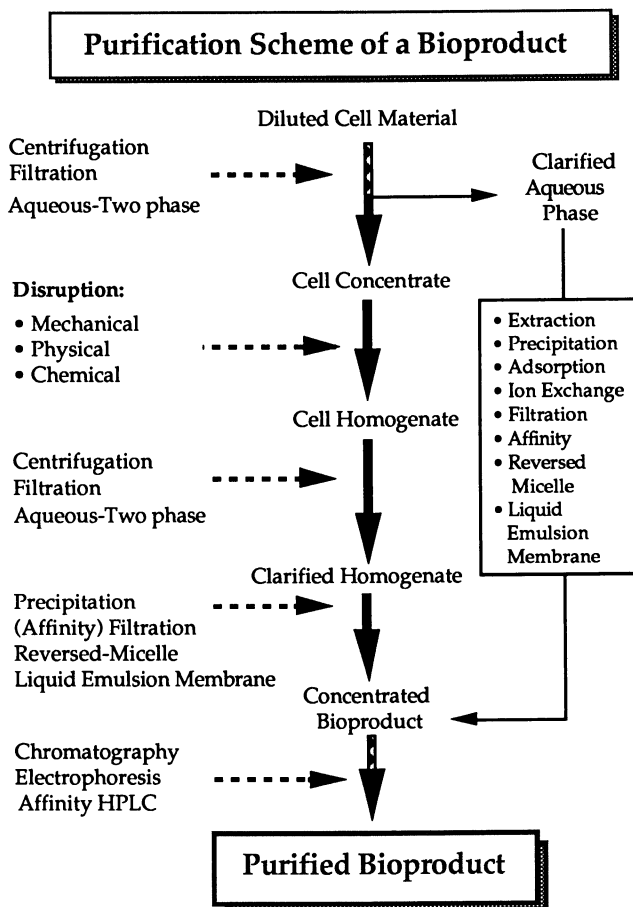 Purification Scheme of a Bioproduct
Diluted Cell Material
Centrifugation
Filtration
Aqueous-Two phase
Clarified
Aqueous
Phase
Cell Concentrate
Disruption:
• Mechanical
• Physical
• Chemical
• Extraction
• Precipitation
• Adsorption
• Ion Exchange
• Filtration
• Affinity
• Reversed
Micelle
• Liquid
Emulsion
Membrane
Cell Homogenate
Centrifugation
Filtration
Aqueous-Two phase
Clarified Homogenate
Precipitation
(Affinity) Filtration
Reversed-Micelle
Liquid Emulsion Membrane
Concentrated
Bioproduct
Chromatography
Electrophoresis
Affinity HPLC
Purified Bioproduct